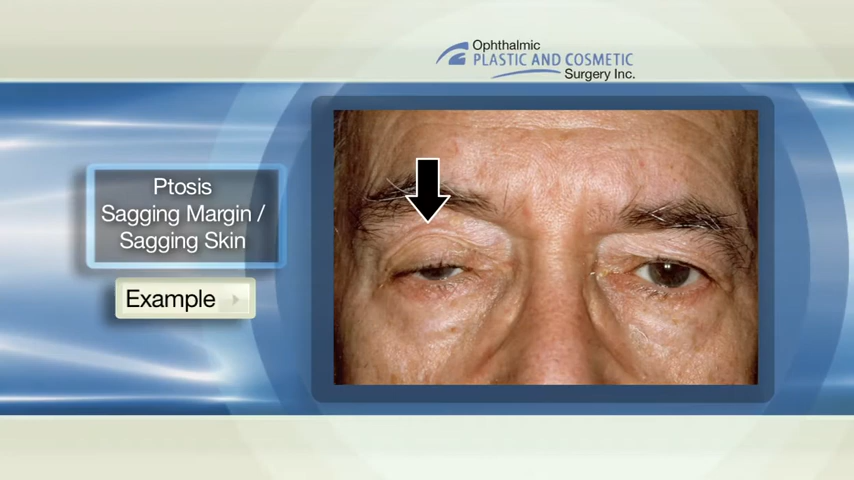 Ophthalmic
PLASTIC AND COSMETIC
Surgery Inc.
Ptosis
Sagging Margin /
Sagging Skin
Example